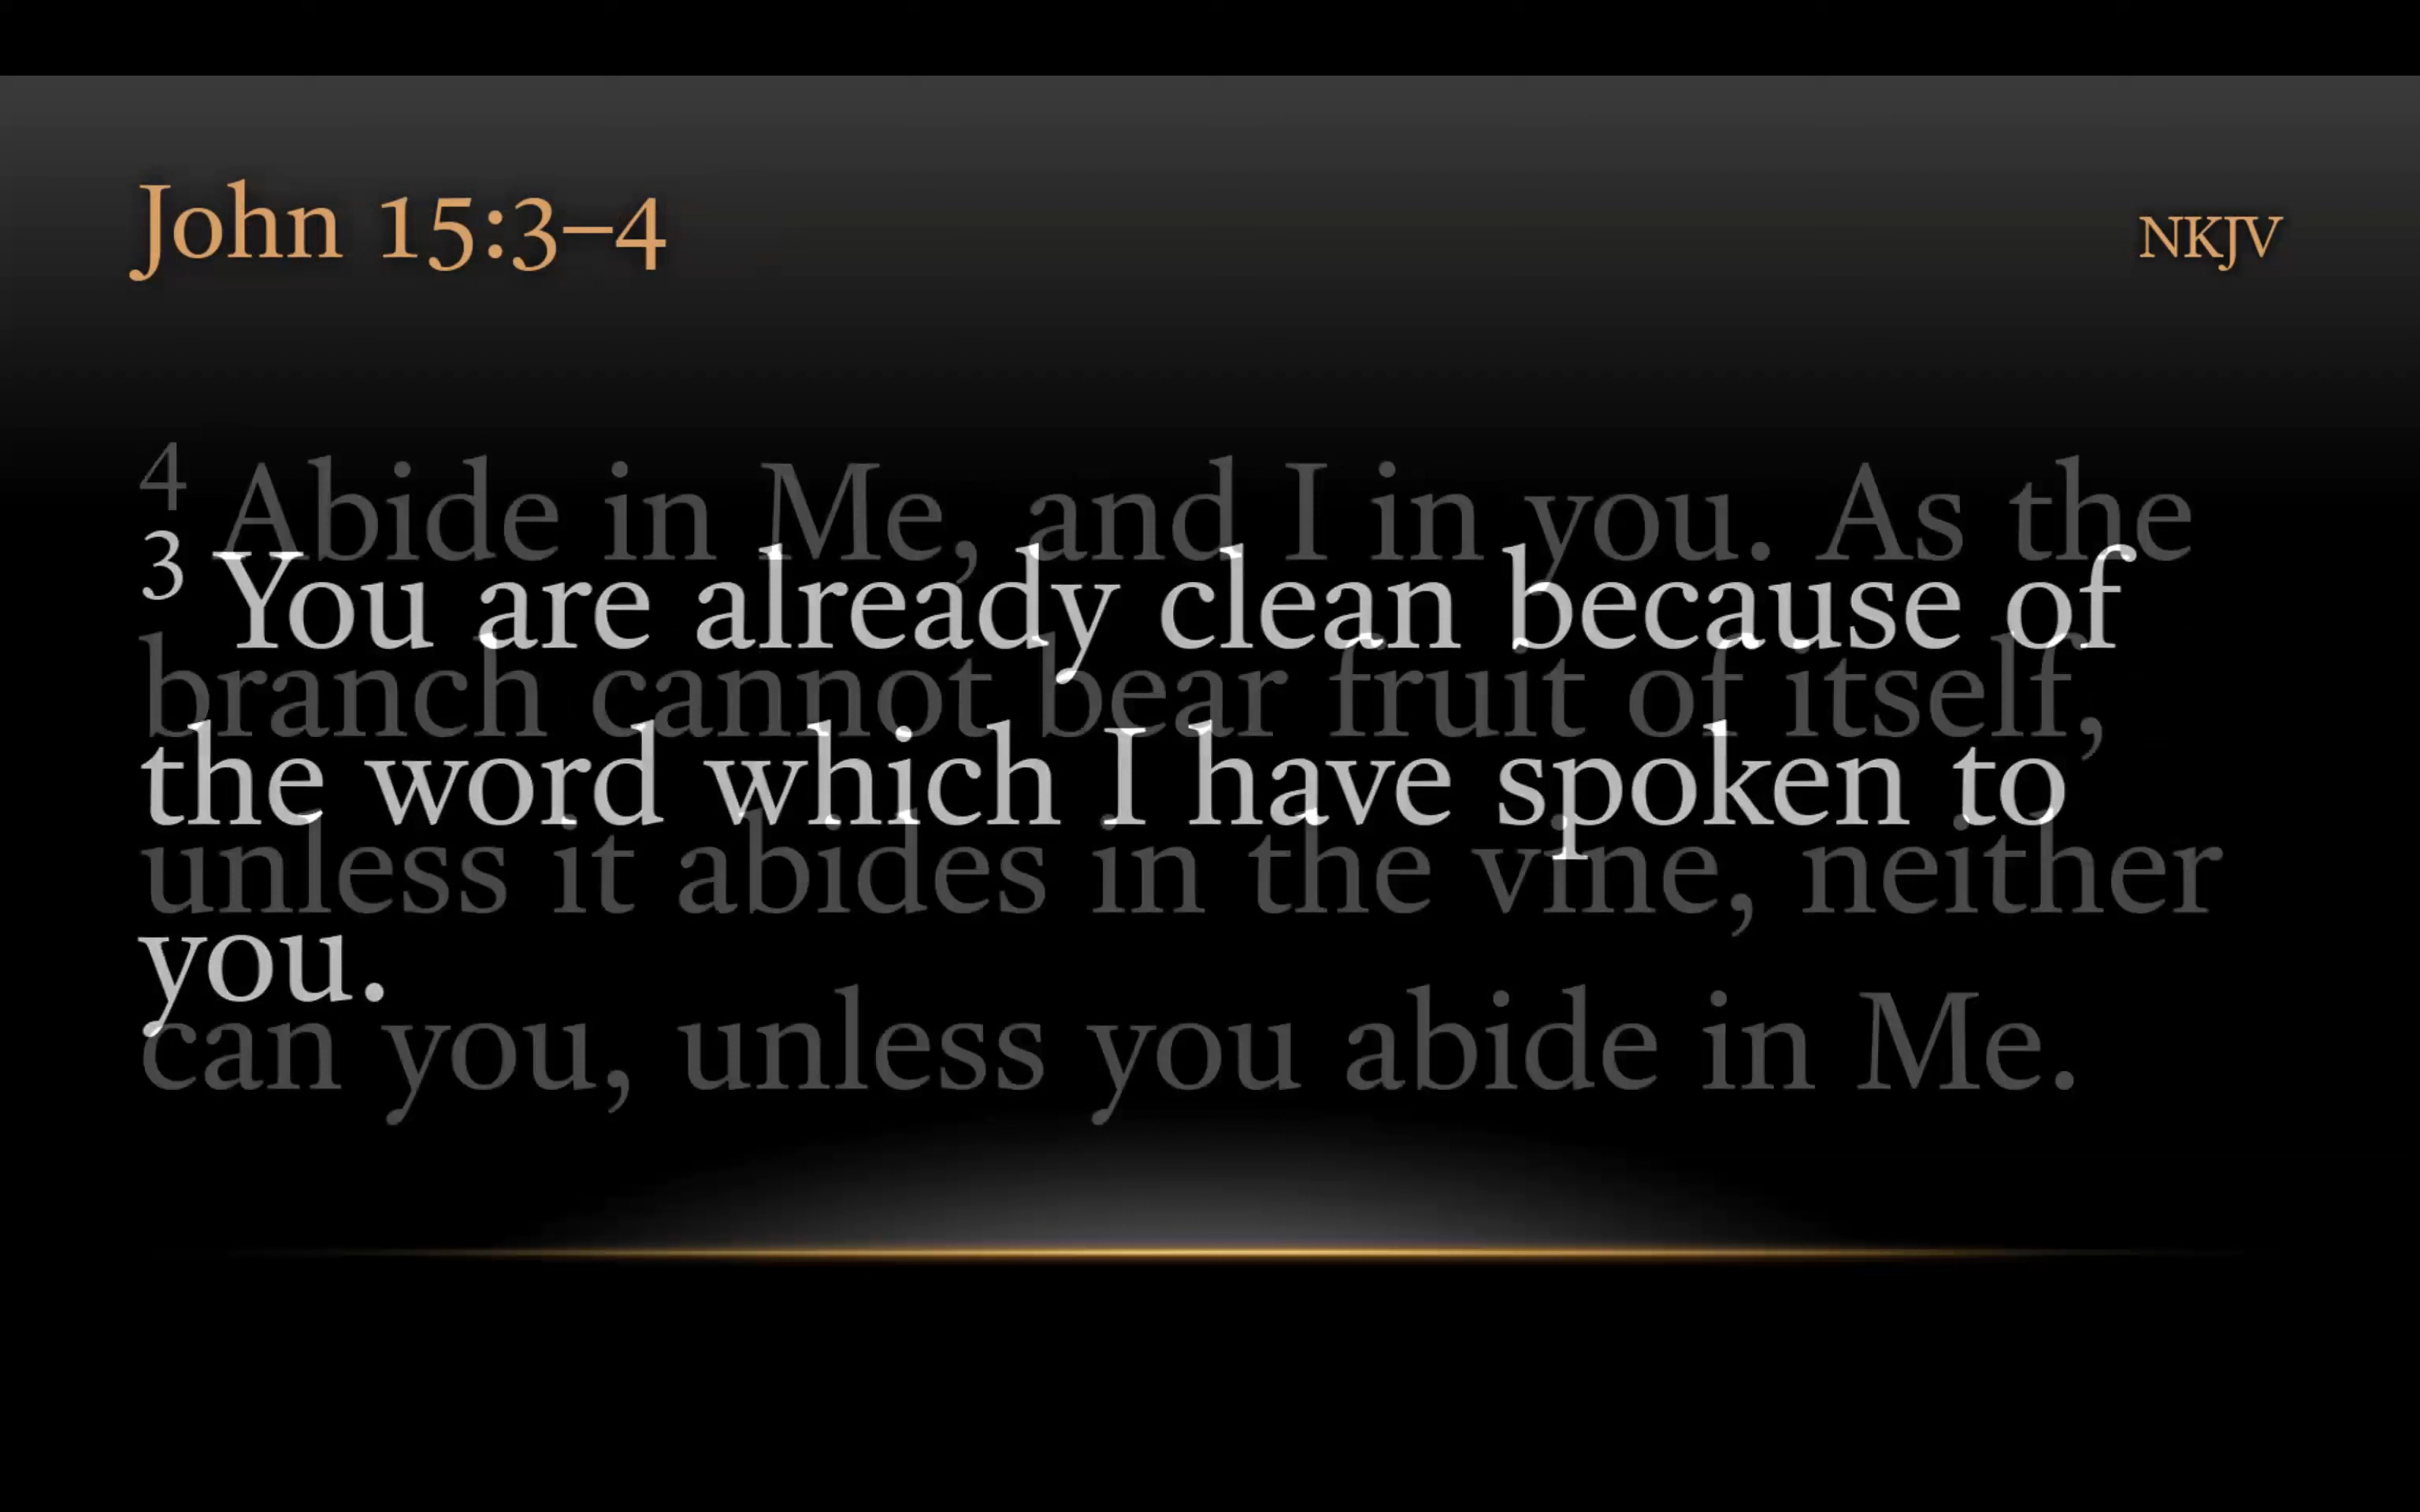 John 15:3–4
NKJV
3 You are already clean because of
the word which I have spoken to
you.
4 Abide in Me, and I in you. As the
branch cannot bear fruit of itself,
unless it abides in the vine, neither
can you, unless you abide in Me.